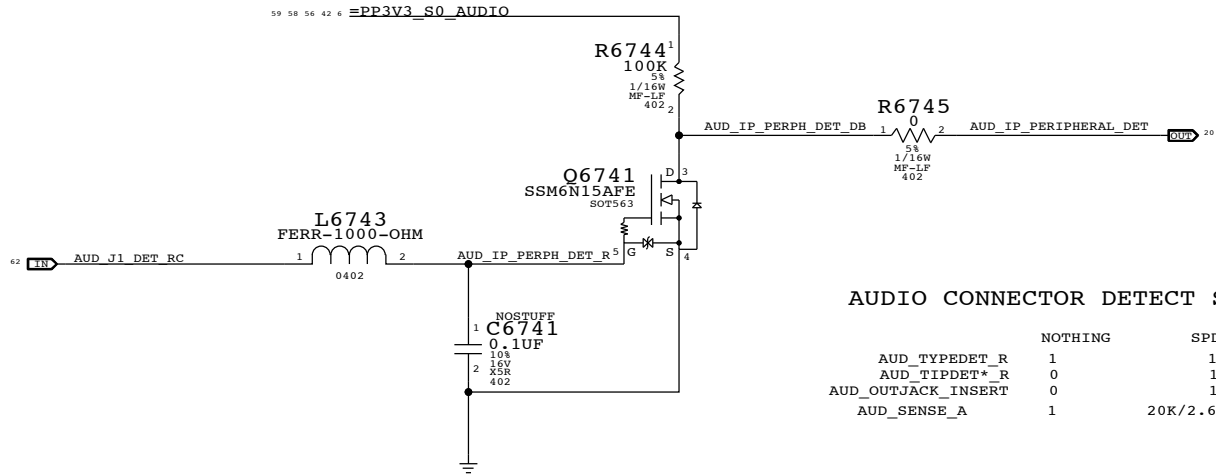 59 58 56 42 6 =PP3V3_S0_AUDIO
R6744 1
100K
5%
1/16W
MF-LF
402
2
AUD_IP_PERPH_DET_DB
1
R6745
0
2
5%
1/16W
MF-LF
402
AUD_IP_PERIPHERAL_DET
OUT 20
Q6741
SSM6N15AFE
SOT563
D 3
5 G
S 4
62 IN
AUD_J1_DET_RC
L6743
FERR-1000-OHM
1
2
0402
AUD_IP_PERPH_DET_R
NOSTUFF
1 C6741
0.1UF
10%
16V
X5R
402
2
AUDIO CONNECTOR DETECT S
NOTHING SPD
AUD_TYPEDET_R 1 1
AUD_TIPDET*_R 0 1
AUD_OUTJACK_INSERT 0 1
AUD_SENSE_A 1 20K/2.6